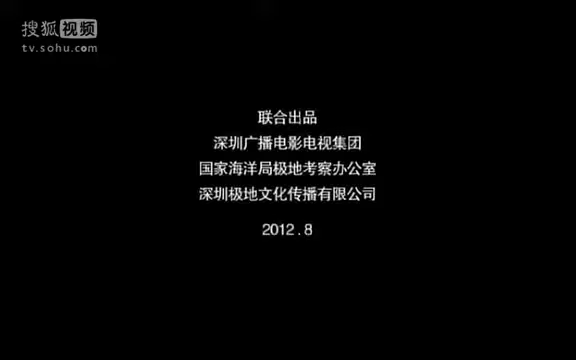 搜狐视频
tv.sohu.com
联合出品
深圳广播电影电视集团
国家海洋局极地考察办公室
深圳极地文化传播有限公司
2012.8